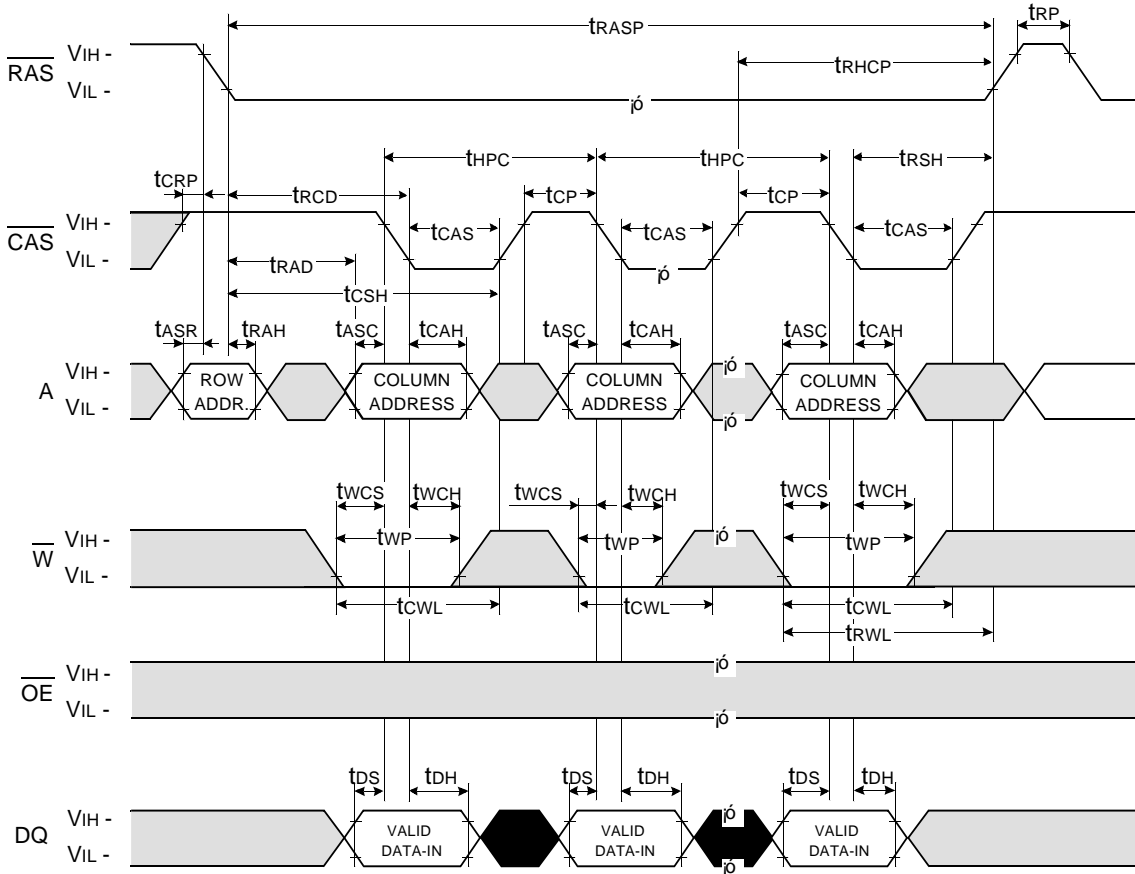 tRASP
tRP
RAS
VIH -
VIL -
tRHCP
¡ó
tHPC
tHPC
tRSH
tCRP
tRCD
tCP
tCP
CAS
VIH -
VIL -
tCAS
tCAS
tCAS
¡ó
tRAD
tCSH
tASR
tRAH
tASC
tCAH
tASC
tCAH
tASC
tCAH
A
VIH -
VIL -
ROW
ADDR.
COLUMN
ADDRESS
COLUMN
ADDRESS
¡ó
¡ó
COLUMN
ADDRESS
tWCS
tWCH
tWCS
tWCH
tWCS
tWCH
W
VIH -
VIL -
tWP
tWP
¡ó
tWP
tCWL
tCWL
tCWL
tRWL
OE
VIH -
VIL -
¡ó
¡ó
tDS
tDH
tDS
tDH
tDS
tDH
DQ
VIH -
VIL -
VALID
DATA-IN
VALID
DATA-IN
¡ó
¡ó
VALID
DATA-IN